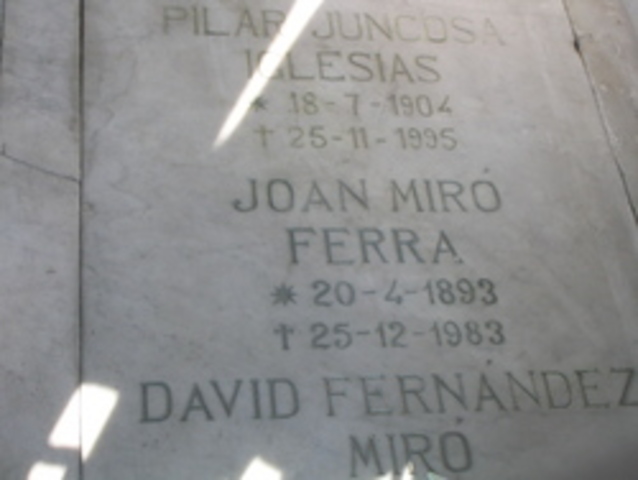 PILAR JUNCOSA
IGLESIAS
* 18-7-1904
† 25-11-1995
JOAN MIRÓ
FERRA
* 20-4-1893
† 25-12-1983
DAVID FERNÁNDEZ
MIRÓ